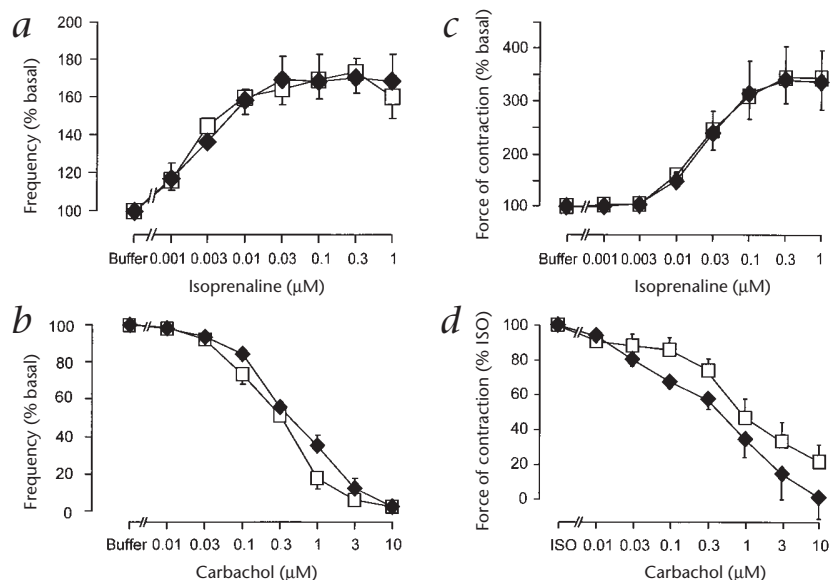 a
Frequency (% basal)
200
180
160
140
120
100
Buffer 0.001 0.003 0.01 0.03 0.1 0.3 1
Isoprenaline (μM)
c
Force of contraction (% basal)
400
300
200
100
Buffer 0.001 0.003 0.01 0.03 0.1 0.3 1
Isoprenaline (μM)
b
Frequency (% basal)
100
80
60
40
20
0
Buffer 0.01 0.03 0.1 0.3 1 3 10
Carbachol (μM)
d
Force of contraction (% ISO)
100
80
60
40
20
0
ISO 0.01 0.03 0.1 0.3 1 3 10
Carbachol (μM)